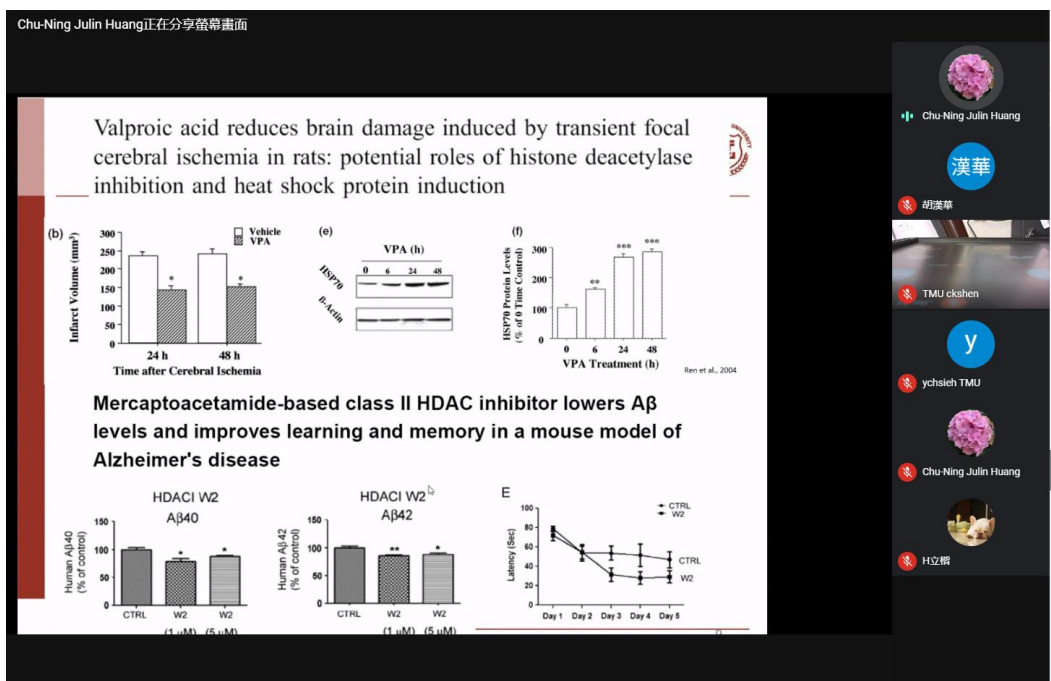 Chu-Ning Julin Huang正在分享螢幕畫面
Valproic acid reduces brain damage induced by transient focal
cerebral ischemia in rats: potential roles of histone deacetylase
inhibition and heat shock protein induction
UNIVERSITY
(b)
Infarct Volume (mm³)
300
250
200
150
100
50
0
Vehicle
VPA
*
*
24 h
48 h
Time after Cerebral Ischemia
(e)
VPA (h)
0 6 24 48
HSP70
B-Actin
(f)
HSP70 Protein Levels
(% of 0 Time Control)
300
200
100
0
**
***
***
0 6 24 48
VPA Treatment (h)
Ren et al., 2004
Mercaptoacetamide-based class II HDAC inhibitor lowers Aβ
levels and improves learning and memory in a mouse model of
Alzheimer's disease
HDACI W2
Aβ40
Human Aβ40
(% of control)
150
100
50
0
*
*
CTRL W2 W2
(1 μM) (5 μM)
HDACI W2
Aβ42
Human Aβ42
(% of control)
150
100
50
0
**
*
CTRL W2 W2
(1 μM) (5 μM)
E
CTRL
W2
Latency (Sec)
100
80
60
40
20
0
CTRL
W2
Day 1 Day 2 Day 3 Day 4 Day 5
Chu-Ning Julin Huang
漢華
胡漢華
TMU ckshen
y
ychsieh TMU
Chu-Ning Julin Huang
H立楷